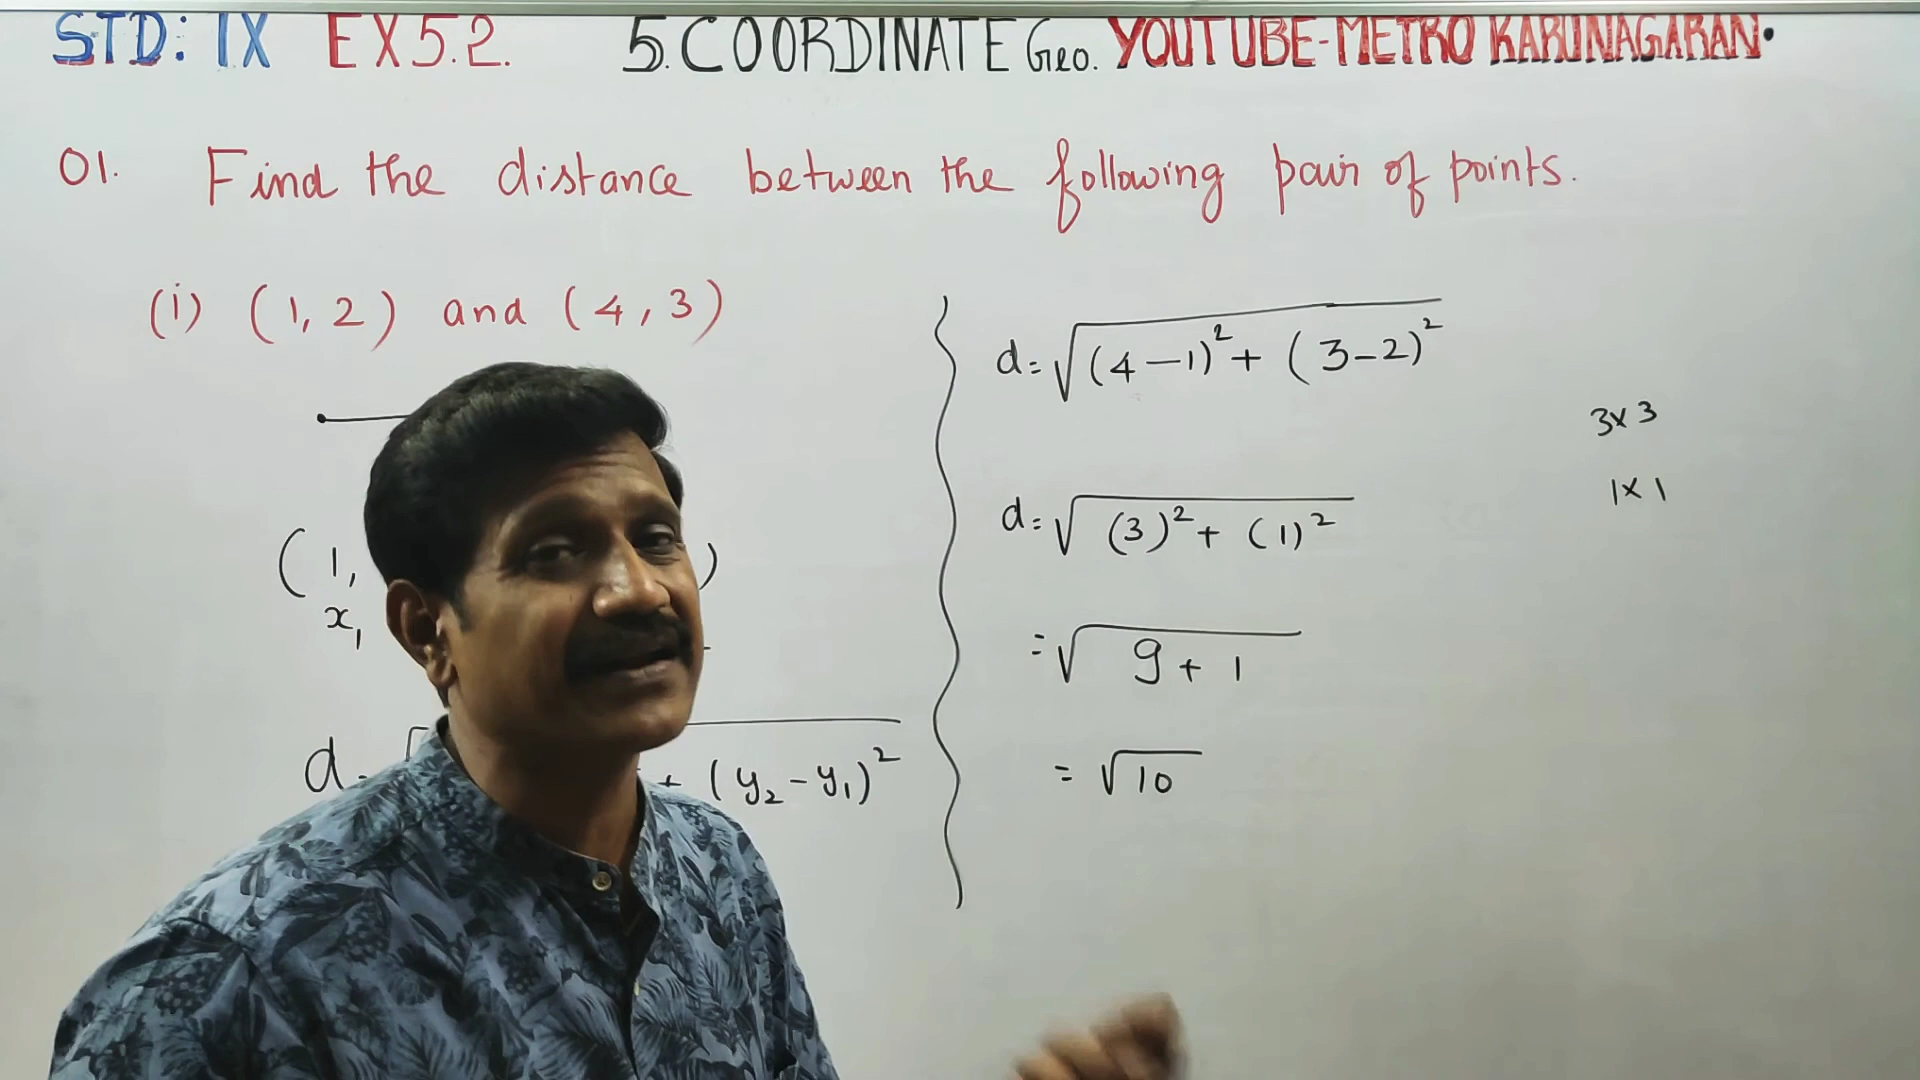 STD: IX EX 5.2. 5. COORDINATE Geo. YOUTUBE-METRO KARUNAGARAN.
01. Find the distance between the following pair of points.
(i) (1, 2) and (4, 3)
(1, )
x₁
d = + (y₂ - y₁)²
d = √(4 - 1)² + (3 - 2)²
d = √(3)² + (1)²
= √9 + 1
= √10
3 x 3
1 x 1